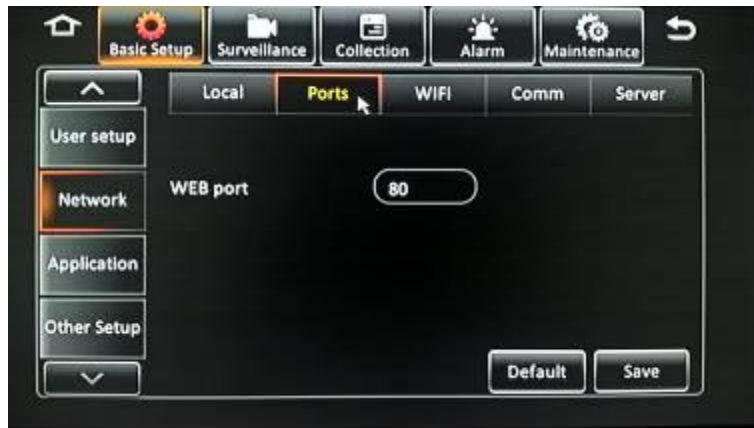 Basic Setup Surveillance Collection Alarm Maintenance
Local Ports WIFI Comm Server
User setup
Network
WEB port 80
Application
Other Setup
Default Save